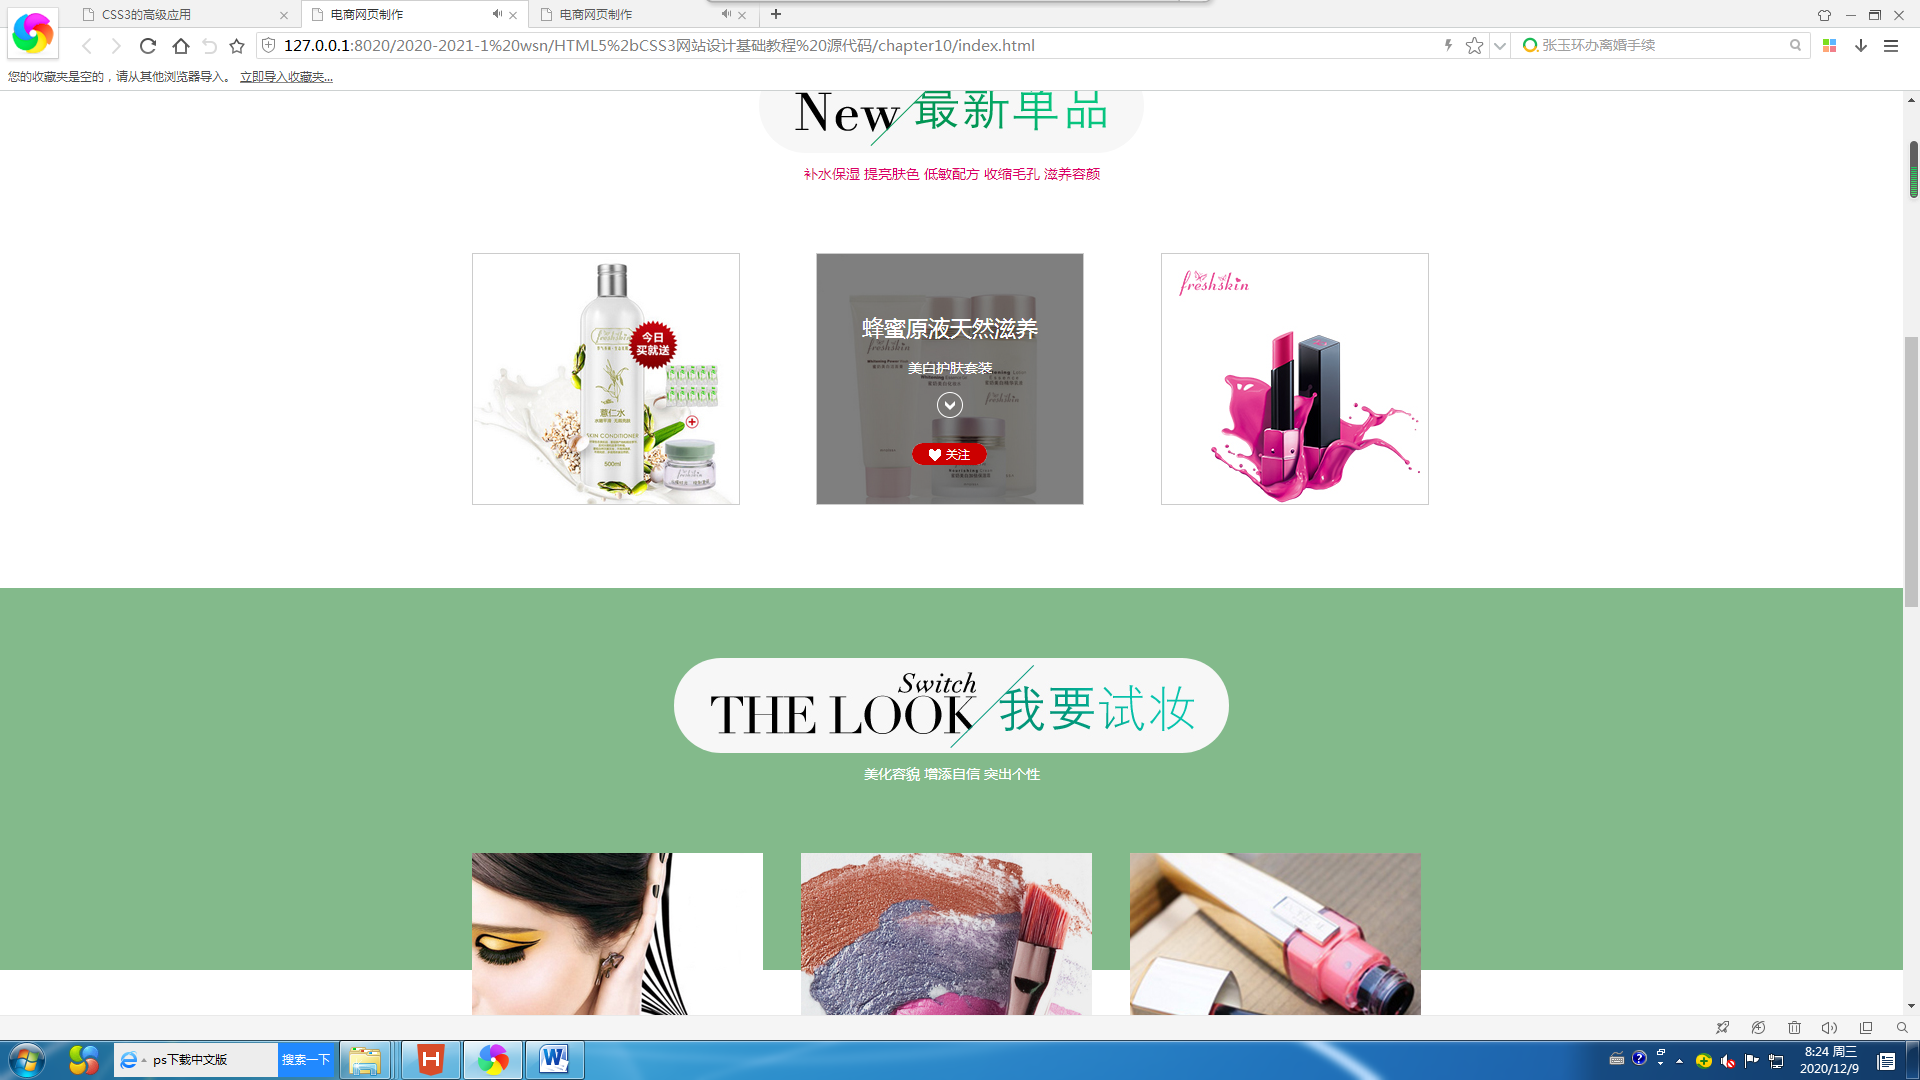 CSS3的高级应用
电商网页制作
电商网页制作
127.0.0.1:8020/2020-2021-1%20wsn/HTML5%2bCSS3网站设计基础教程%20源代码/chapter10/index.html
张玉环办离婚手续
您的收藏夹是空的，请从其他浏览器导入。 立即导入收藏夹...
New 最新单品
补水保湿 提亮肤色 低敏配方 收缩毛孔 滋养容颜
freshskin
今日
买就送
薏仁水
SKIN CONDITIONER
500ml
蜂蜜原液天然滋养
美白护肤套装
关注
freshskin
Switch
THE LOOK 我要试妆
美化容貌 增添自信 突出个性
ps下载中文版
搜索一下
8:24 周三
2020/12/9